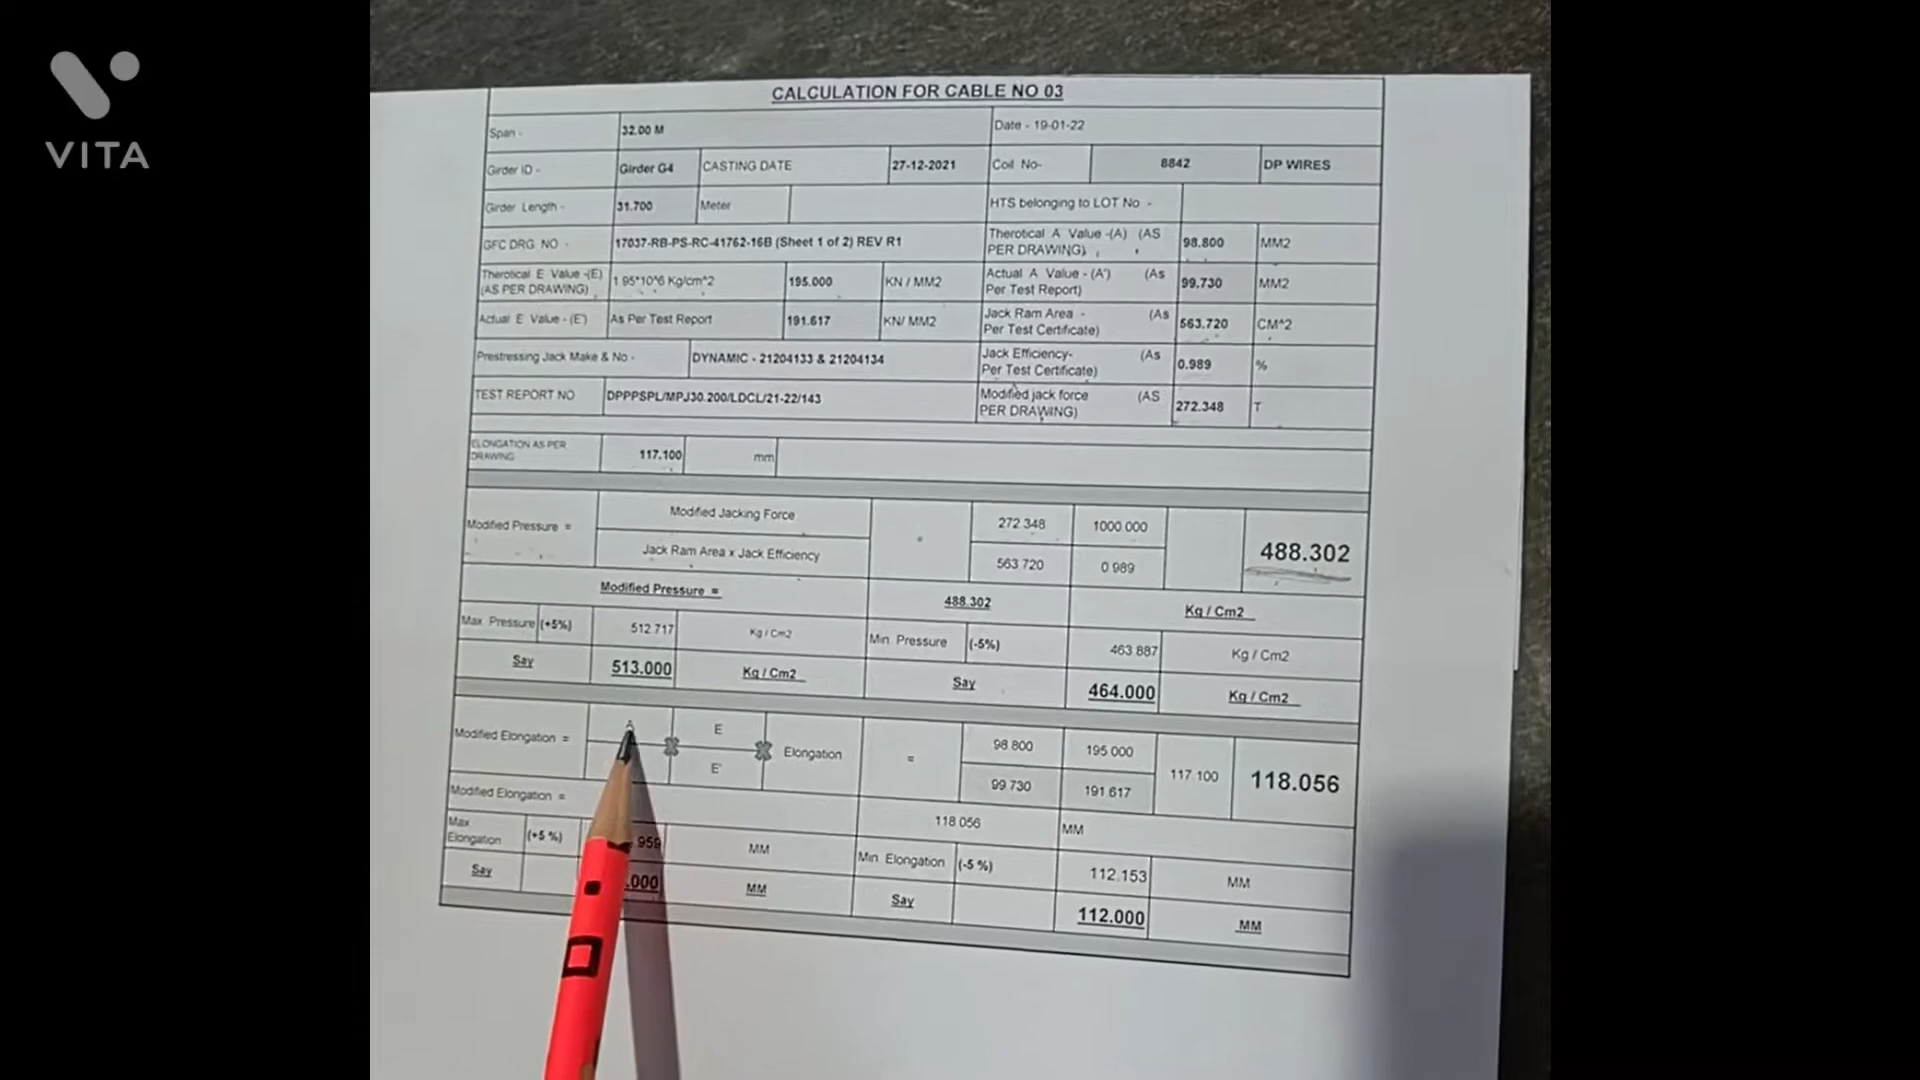 VITA
CALCULATION FOR CABLE NO 03
Span - 32.00 M Date - 19-01-22
Girder ID - Girder G4 CASTING DATE 27-12-2021 Coil No- 8842 DP WIRES
Girder Length - 31.700 Meter HTS belonging to LOT No -
GFC DRG. NO - 17037-RB-PS-RC-41762-16B (Sheet 1 of 2) REV R1 Therotical A Value -(A) (AS
PER DRAWING) 98.800 MM2
Therotical E Value -(E)
(AS PER DRAWING) 1.95*10^6 Kg/cm^2 195.000 KN / MM2 Actual A Value - (A') (As
Per Test Report) 99.730 MM2
Actual E Value - (E') As Per Test Report 191.617 KN/ MM2 Jack Ram Area - (As
Per Test Certificate) 563.720 CM^2
Prestressing Jack Make & No - DYNAMIC - 21204133 & 21204134 Jack Efficiency- (As
Per Test Certificate) 0.989 %
TEST REPORT NO DPPPSPL/MPJ30.200/LDCL/21-22/143 Modified jack force (AS
PER DRAWING) 272.348 T
ELONGATION AS PER
DRAWING 117.100 mm
Modified Pressure = Modified Jacking Force = 272.348 1000.000 488.302
Jack Ram Area x Jack Efficiency 563.720 0.989
Modified Pressure = 488.302 Kg / Cm2
Max. Pressure (+5%) 512.717 Kg / Cm2 Min. Pressure (-5%) 463.887 Kg / Cm2
Say 513.000 Kg / Cm2 Say 464.000 Kg / Cm2
Modified Elongation = A E Elongation = 98.800 195.000 117.100 118.056
E' 99.730 191.617
Modified Elongation = 118.056 MM
Max
Elongation (+5 %) .959 MM Min. Elongation (-5 %) 112.153 MM
Say .000 MM Say 112.000 MM